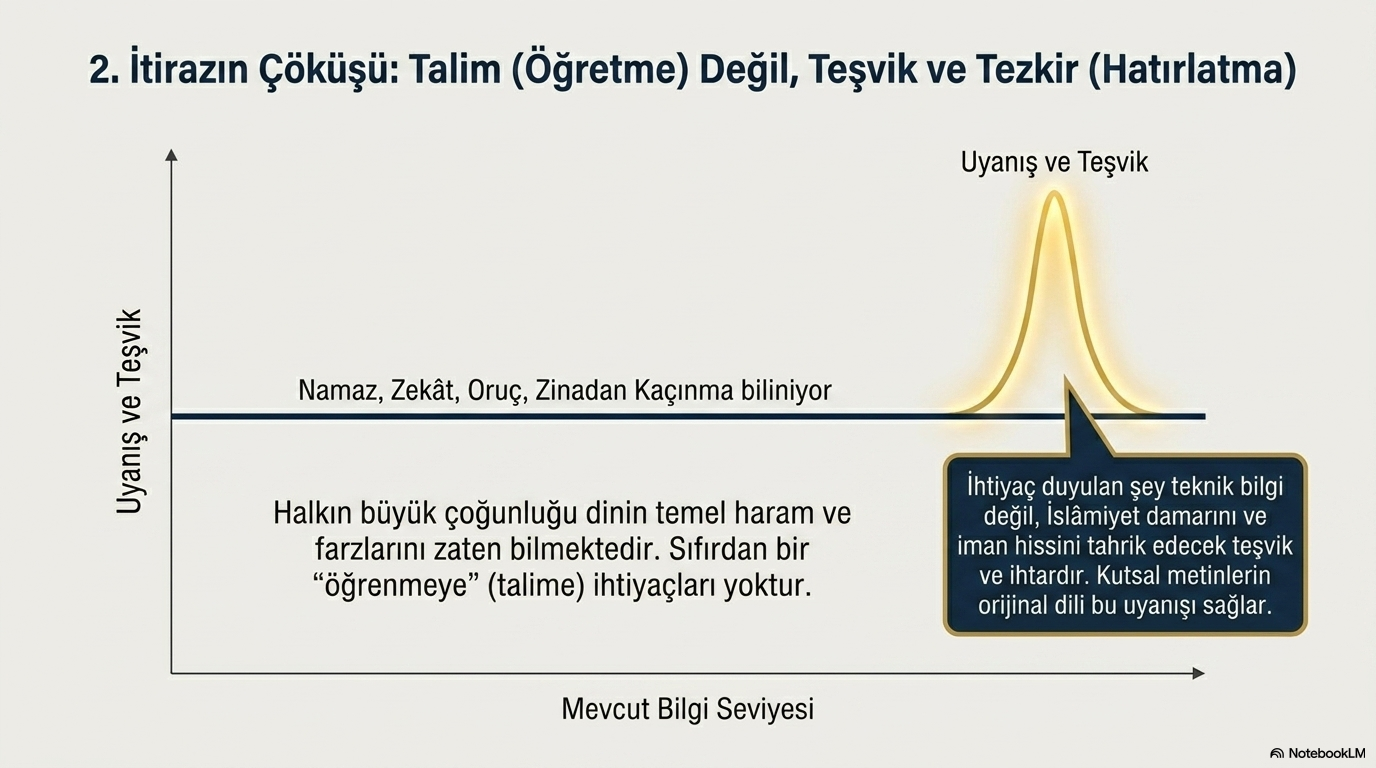 2. İtirazın Çöküşü: Talim (Öğretme) Değil, Teşvik ve Tezkir (Hatırlatma)
Uyanış ve Teşvik
Uyanış ve Teşvik
Namaz, Zekât, Oruç, Zinadan Kaçınma biliniyor
Halkın büyük çoğunluğu dinin temel haram ve
farzlarını zaten bilmektedir. Sıfırdan bir
“öğrenmeye” (talime) ihtiyaçları yoktur.
İhtiyaç duyulan şey teknik bilgi
değil, İslâmiyet damarını ve
iman hissini tahrik edecek teşvik
ve ihtardır. Kutsal metinlerin
orijinal dili bu uyanışı sağlar.
Mevcut Bilgi Seviyesi
NotebookLM